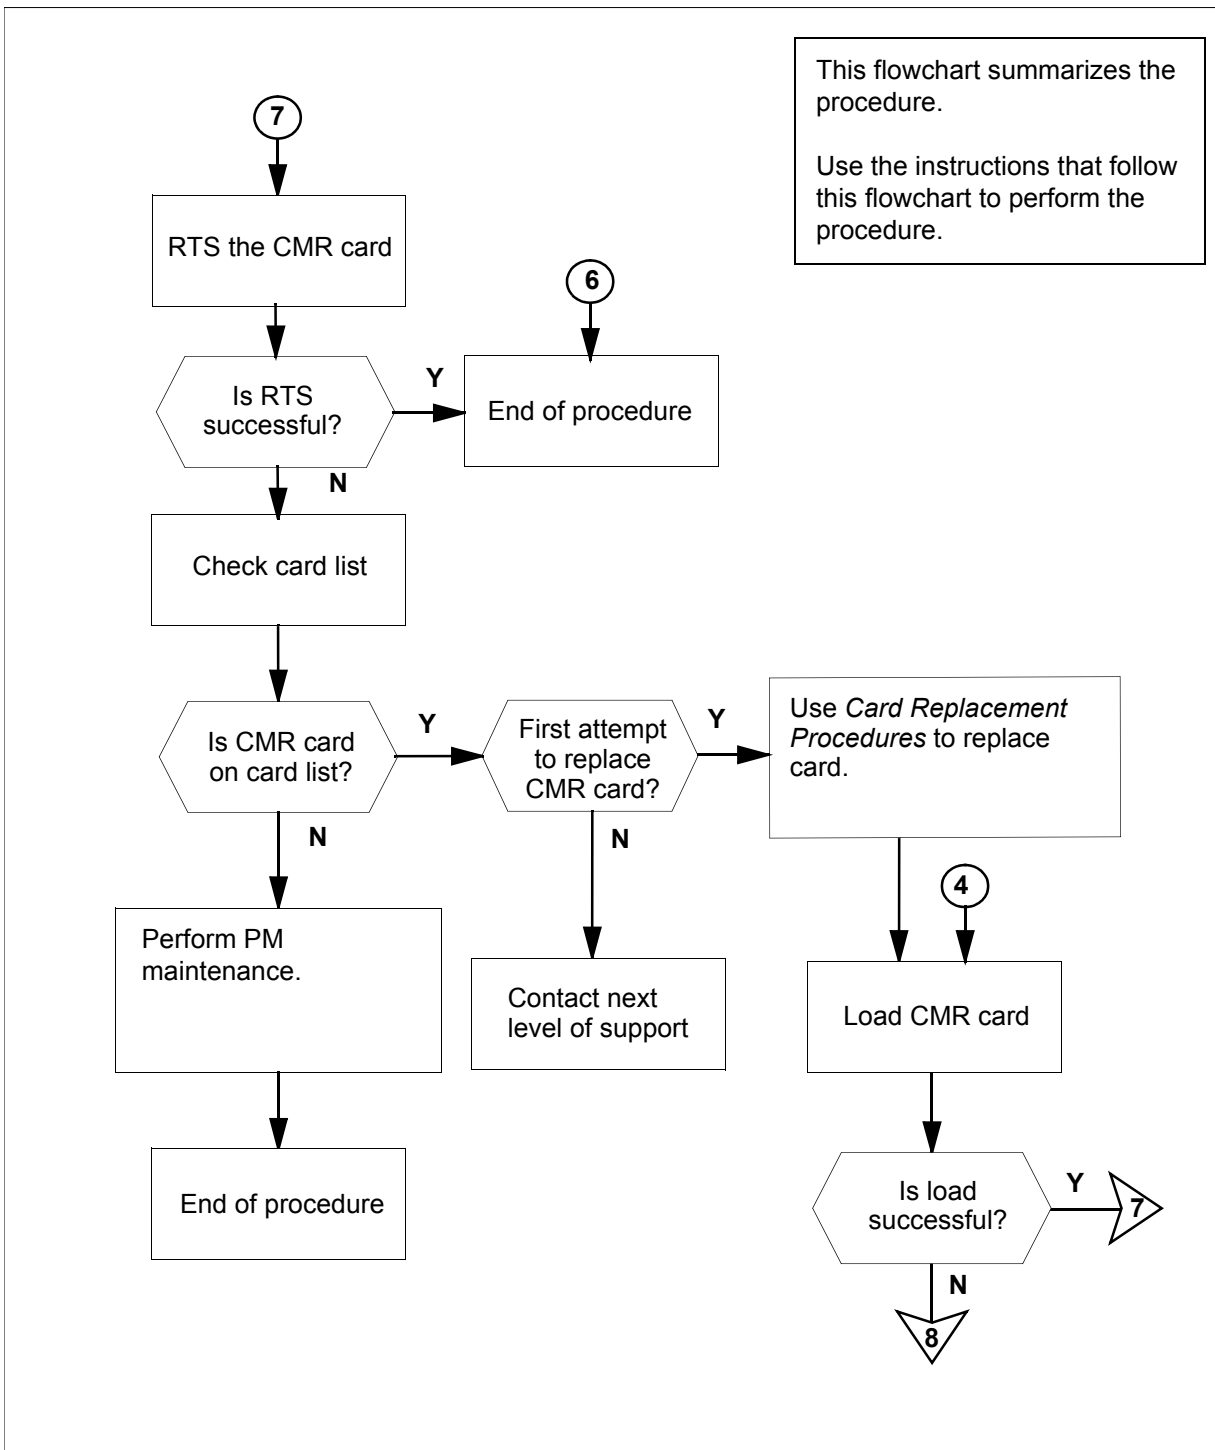 This flowchart summarizes the
procedure.
Use the instructions that follow
this flowchart to perform the
procedure.
7
RTS the CMR card
6
Is RTS
successful?
Y
End of procedure
N
Check card list
Is CMR card
on card list?
Y
First attempt
to replace
CMR card?
Y
Use Card Replacement
Procedures to replace
card.
N
N
4
Perform PM
maintenance.
Contact next
level of support
Load CMR card
End of procedure
Is load
successful?
Y
7
N
8